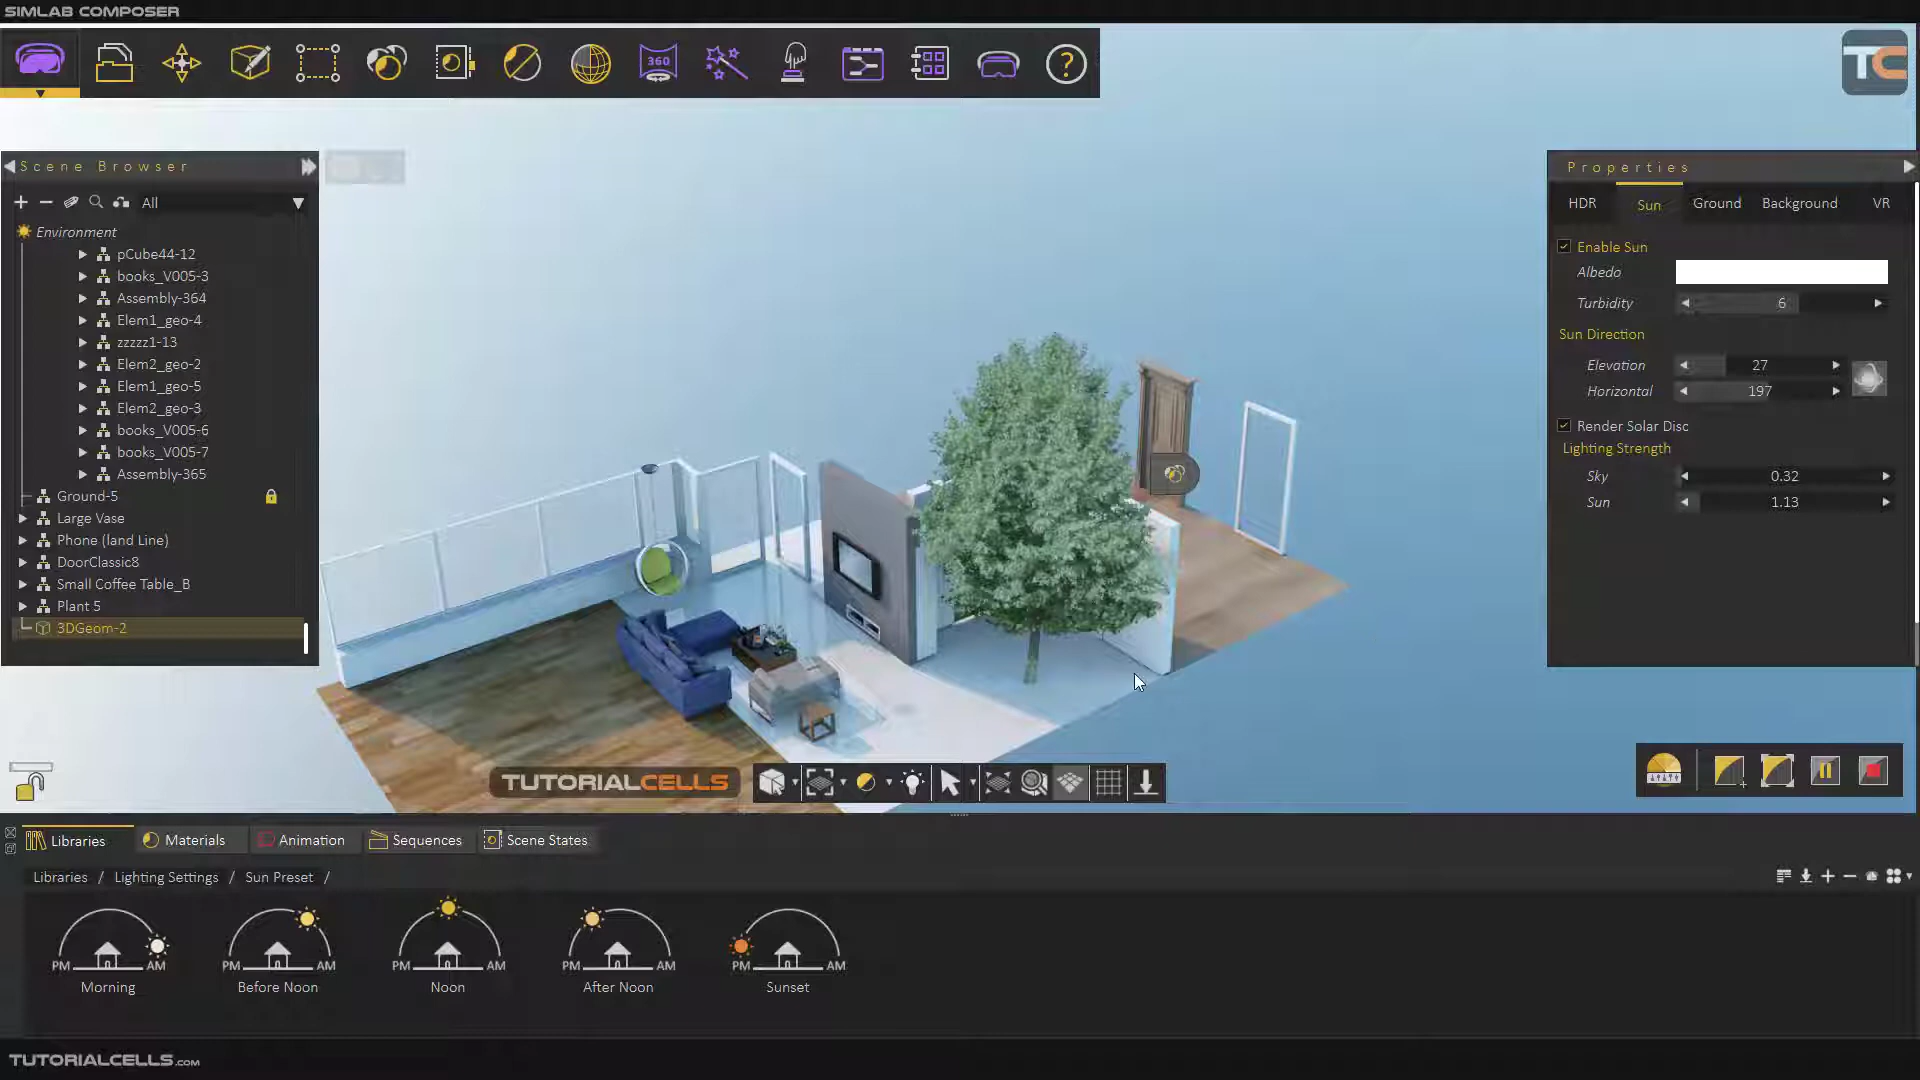 SIMLAB COMPOSER
360
?
TC
Scene Browser
All
Environment
pCube44-12
books_V005-3
Assembly-364
Elem1_geo-4
zzzzz1-13
Elem2_geo-2
Elem1_geo-5
Elem2_geo-3
books_V005-6
books_V005-7
Assembly-365
Ground-5
Large Vase
Phone (land Line)
DoorClassic8
Small Coffee Table_B
Plant 5
3DGeom-2
Properties
HDR Sun Ground Background VR
Enable Sun
Albedo
Turbidity 6
Sun Direction
Elevation 27
Horizontal 197
Render Solar Disc
Lighting Strength
Sky 0.32
Sun 1.13
TUTORIALCELLS
Libraries Materials Animation Sequences Scene States
Libraries / Lighting Settings / Sun Preset /
PM AM PM AM PM AM PM AM PM AM
Morning Before Noon Noon After Noon Sunset
TUTORIALCELLS.COM